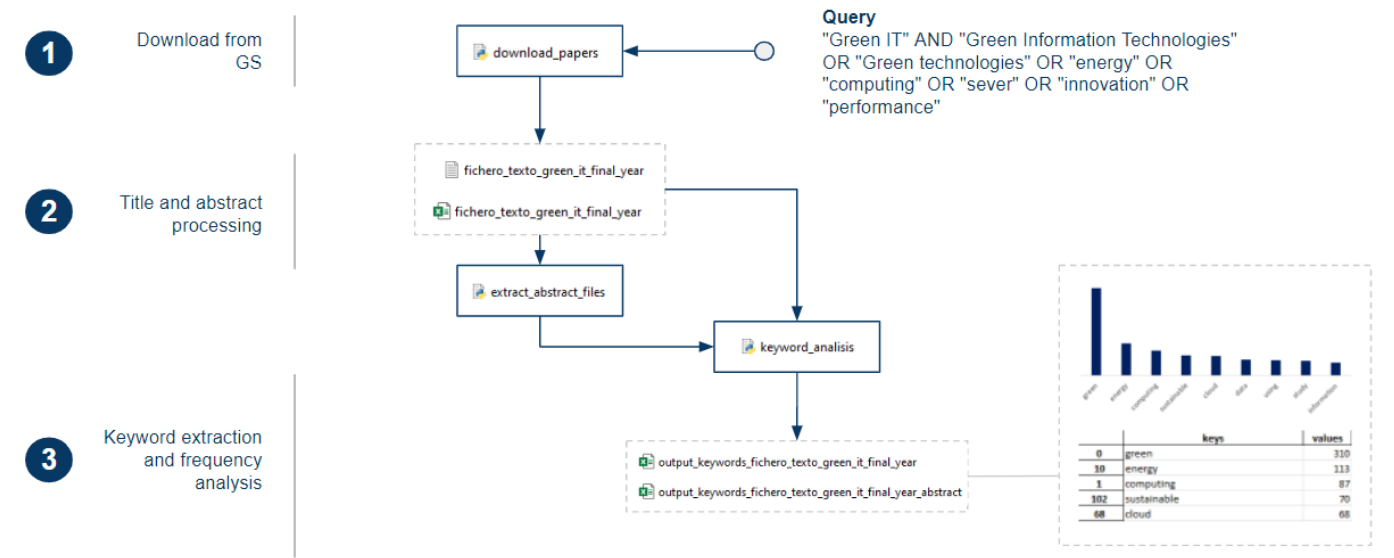 1
Download from
GS
download_papers
Query
"Green IT" AND "Green Information Technologies"
OR "Green technologies" OR "energy" OR
"computing" OR "sever" OR "innovation" OR
"performance"
2
Title and abstract
processing
fichero_texto_green_it_final_year
fichero_texto_green_it_final_year
extract_abstract_files
keyword_analisis
3
Keyword extraction
and frequency
analysis
output_keywords_fichero_texto_green_it_final_year
output_keywords_fichero_texto_green_it_final_year_abstract
green energy computing sustainable cloud data using study information
keys values
0 green 310
10 energy 113
1 computing 87
102 sustainable 70
68 cloud 68